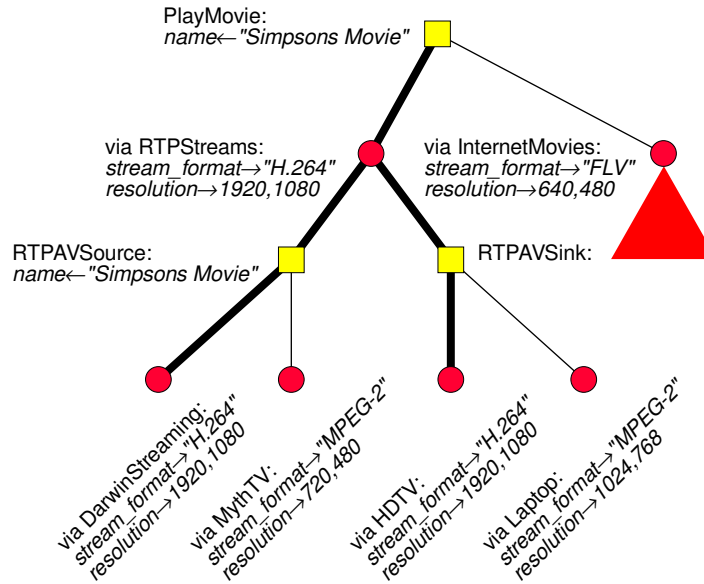 PlayMovie:
name←"Simpsons Movie"
via RTPStreams:
stream_format→"H.264"
resolution→1920,1080
via InternetMovies:
stream_format→"FLV"
resolution→640,480
RTPAVSource:
name←"Simpsons Movie"
RTPAVSink:
via DarwinStreaming:
stream_format→"H.264"
resolution→1920,1080
via MythTV:
stream_format→"MPEG-2"
resolution→720,480
via HDTV:
stream_format→"H.264"
resolution→1920,1080
via Laptop:
stream_format→"MPEG-2"
resolution→1024,768